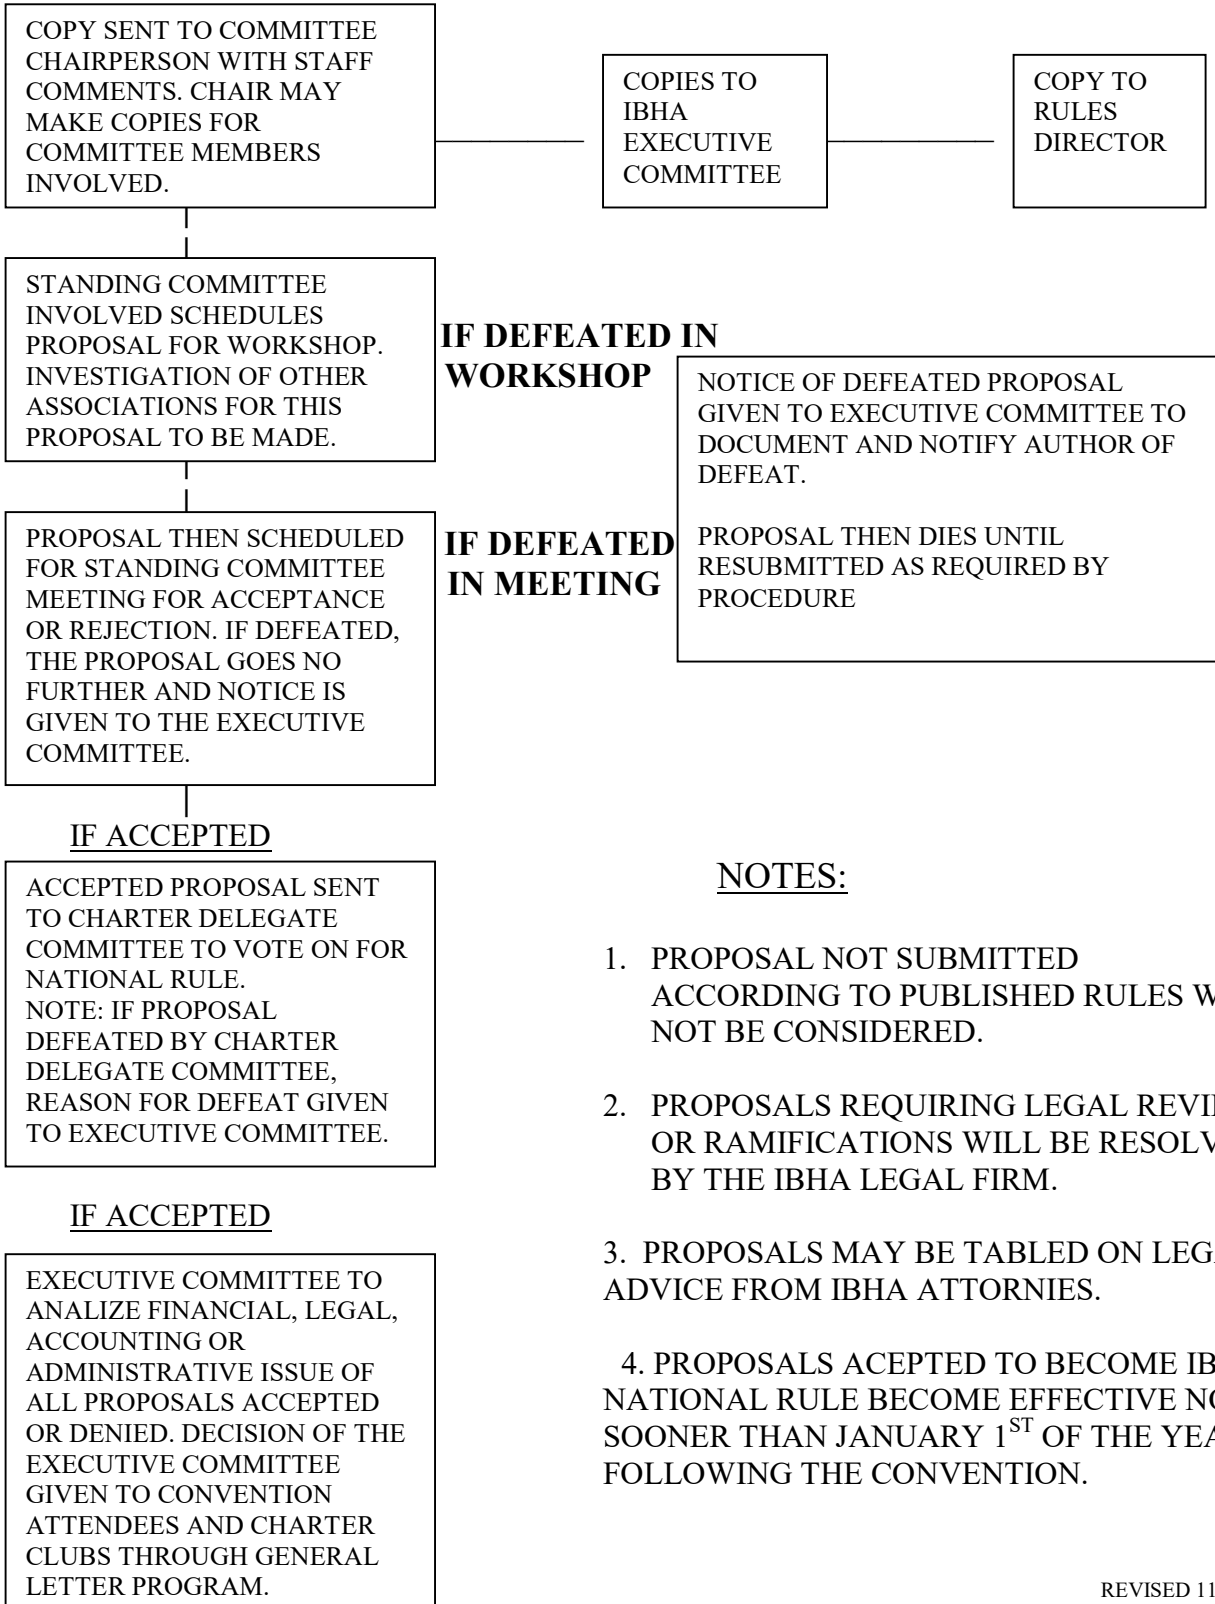 COPY SENT TO COMMITTEE
CHAIRPERSON WITH STAFF
COMMENTS. CHAIR MAY
MAKE COPIES FOR
COMMITTEE MEMBERS
INVOLVED.
COPIES TO
IBHA
EXECUTIVE
COMMITTEE
COPY TO
RULES
DIRECTOR
STANDING COMMITTEE
INVOLVED SCHEDULES
PROPOSAL FOR WORKSHOP.
INVESTIGATION OF OTHER
ASSOCIATIONS FOR THIS
PROPOSAL TO BE MADE.
IF DEFEATED IN
WORKSHOP
NOTICE OF DEFEATED PROPOSAL
GIVEN TO EXECUTIVE COMMITTEE TO
DOCUMENT AND NOTIFY AUTHOR OF
DEFEAT.
PROPOSAL THEN DIES UNTIL
RESUBMITTED AS REQUIRED BY
PROCEDURE
PROPOSAL THEN SCHEDULED
FOR STANDING COMMITTEE
MEETING FOR ACCEPTANCE
OR REJECTION. IF DEFEATED,
THE PROPOSAL GOES NO
FURTHER AND NOTICE IS
GIVEN TO THE EXECUTIVE
COMMITTEE.
IF DEFEATED
IN MEETING
IF ACCEPTED
ACCEPTED PROPOSAL SENT
TO CHARTER DELEGATE
COMMITTEE TO VOTE ON FOR
NATIONAL RULE.
NOTE: IF PROPOSAL
DEFEATED BY CHARTER
DELEGATE COMMITTEE,
REASON FOR DEFEAT GIVEN
TO EXECUTIVE COMMITTEE.
IF ACCEPTED
EXECUTIVE COMMITTEE TO
ANALIZE FINANCIAL, LEGAL,
ACCOUNTING OR
ADMINISTRATIVE ISSUE OF
ALL PROPOSALS ACCEPTED
OR DENIED. DECISION OF THE
EXECUTIVE COMMITTEE
GIVEN TO CONVENTION
ATTENDEES AND CHARTER
CLUBS THROUGH GENERAL
LETTER PROGRAM.
NOTES:
1. PROPOSAL NOT SUBMITTED
ACCORDING TO PUBLISHED RULES
NOT BE CONSIDERED.
2. PROPOSALS REQUIRING LEGAL
OR RAMIFICATIONS WILL BE
BY THE IBHA LEGAL FIRM.
3. PROPOSALS MAY BE TABLED ON
ADVICE FROM IBHA ATTORNIES.
4. PROPOSALS ACEPTED TO BECOME
NATIONAL RULE BECOME EFFECTIVE
SOONER THAN JANUARY 1ST OF THE
FOLLOWING THE CONVENTION.
REVISED 11